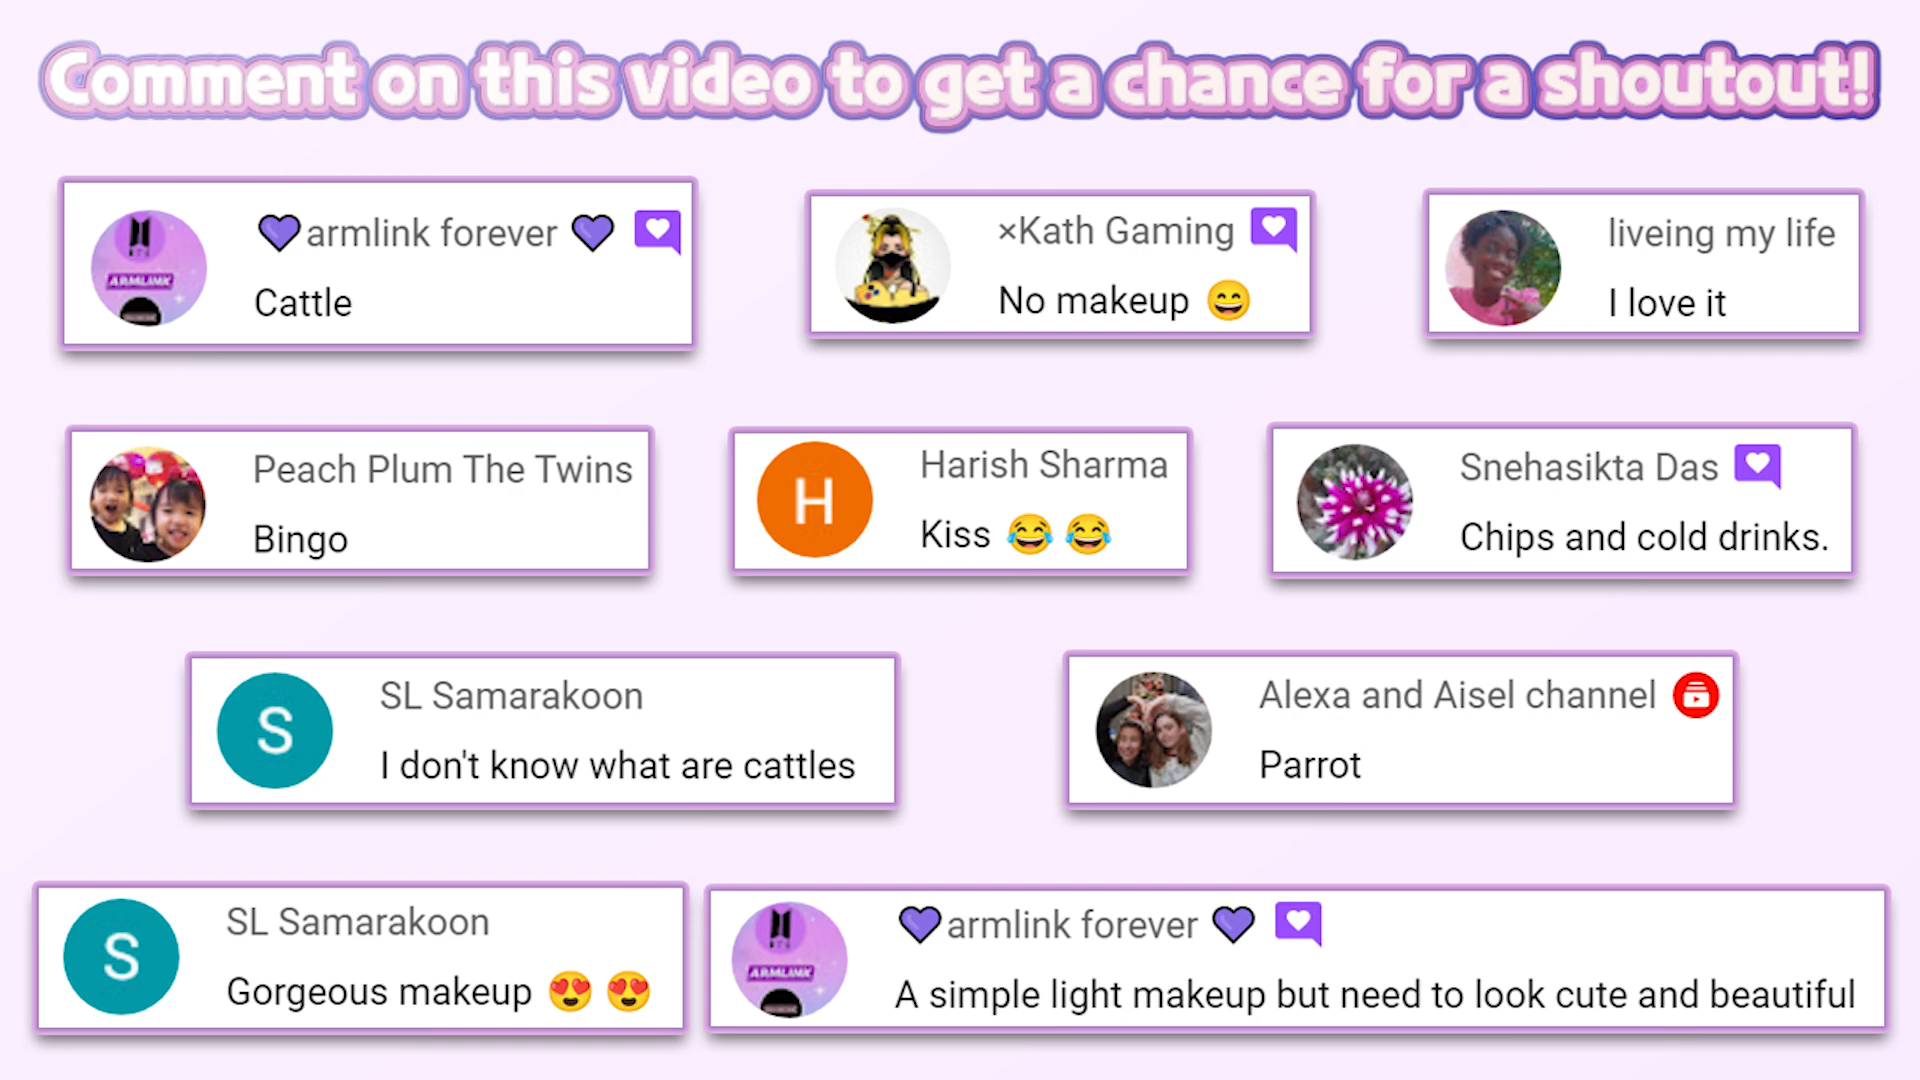 Comment on this video to get a chance for a shoutout!
💜armlink forever 💜
ARMLINK
Cattle
×Kath Gaming
No makeup 😄
liveing my life
I love it
Peach Plum The Twins
Bingo
H
Harish Sharma
Kiss 😂 😂
Snehasikta Das
Chips and cold drinks.
S
SL Samarakoon
I don't know what are cattles
Alexa and Aisel channel
Parrot
S
SL Samarakoon
Gorgeous makeup 😍 😍
💜armlink forever 💜
ARMLINK
A simple light makeup but need to look cute and beautiful